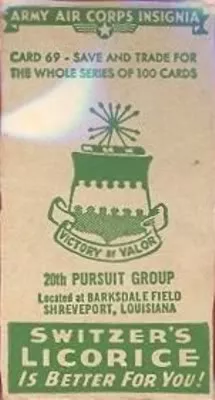 ARMY AIR CORPS INSIGNIA
CARD 69 - SAVE AND TRADE FOR
THE WHOLE SERIES OF 100 CARDS
VICTORY BY VALOR
20th PURSUIT GROUP
Located at BARKSDALE FIELD
SHREVEPORT, LOUISIANA
SWITZER'S
LICORICE
IS BETTER FOR YOU!